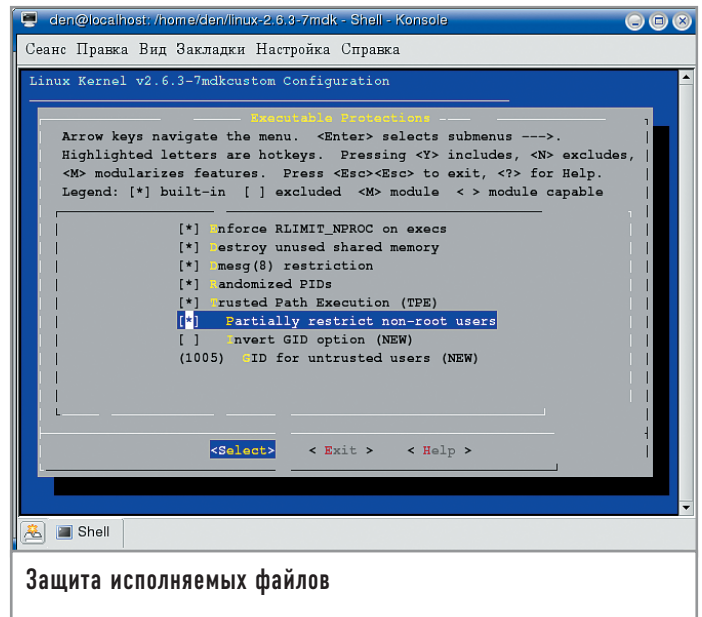 den@localhost: /home/den/linux-2.6.3-7mdk - Shell - Konsole
Сеанс Правка Вид Закладки Настройка Справка
Linux Kernel v2.6.3-7mdkcustom Configuration
Executable Protections
Arrow keys navigate the menu. <Enter> selects submenus --->.
Highlighted letters are hotkeys. Pressing <Y> includes, <N> excludes,
<M> modularizes features. Press <Esc><Esc> to exit, <?> for Help.
Legend: [*] built-in [ ] excluded <M> module < > module capable
[*] Enforce RLIMIT_NPROC on execs
[*] Destroy unused shared memory
[*] Dmesg(8) restriction
[*] Randomized PIDs
[*] Trusted Path Execution (TPE)
[*] Partially restrict non-root users
[ ] Invert GID option (NEW)
(1005) GID for untrusted users (NEW)
<Select> < Exit > < Help >
Shell
Защита исполняемых файлов